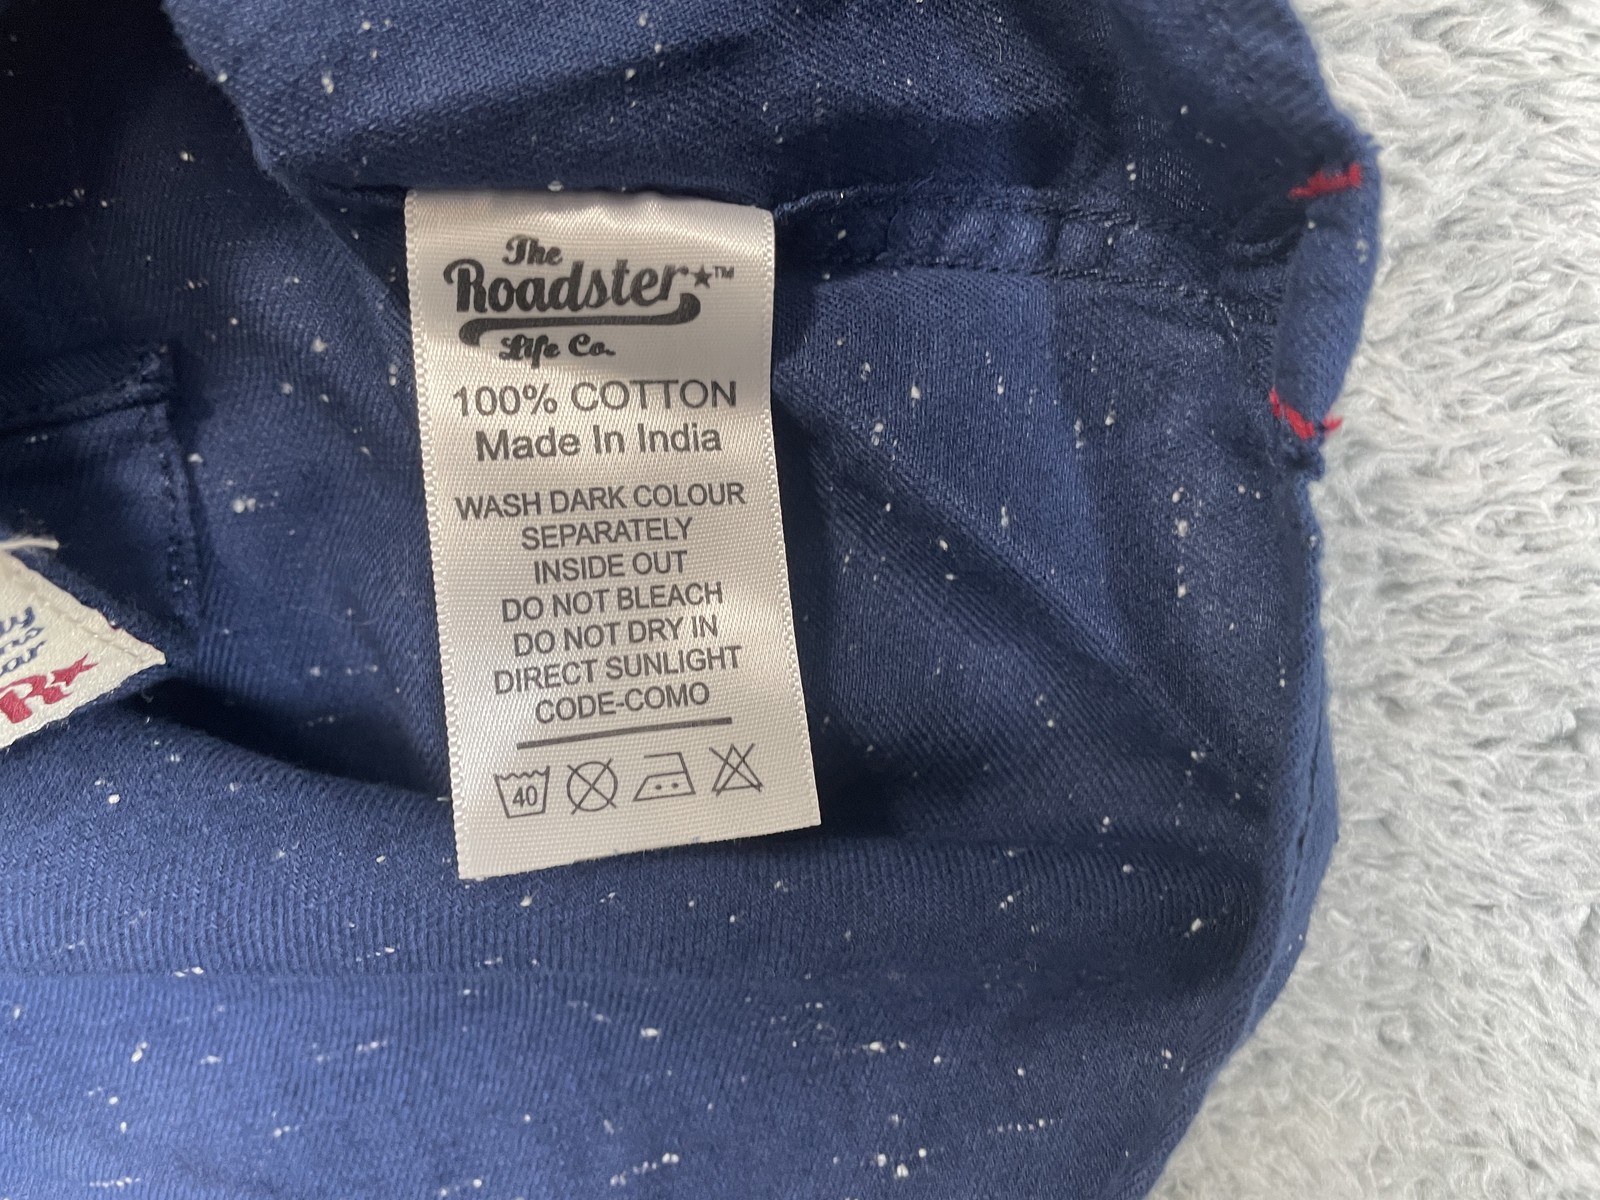 The
Roadster™
Life Co.
100% COTTON
Made In India
WASH DARK COLOUR
SEPARATELY
INSIDE OUT
DO NOT BLEACH
DO NOT DRY IN
DIRECT SUNLIGHT
CODE-COMO
40